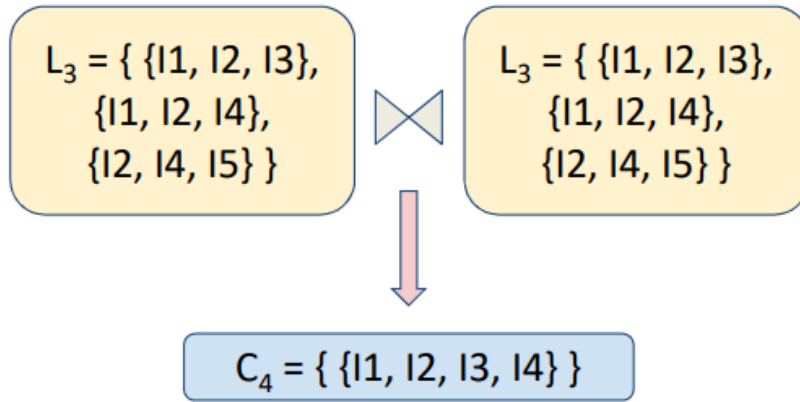 L₃ = { {I1, I2, I3},
{I1, I2, I4},
{I2, I4, I5} }
L₃ = { {I1, I2, I3},
{I1, I2, I4},
{I2, I4, I5} }
C₄ = { {I1, I2, I3, I4} }